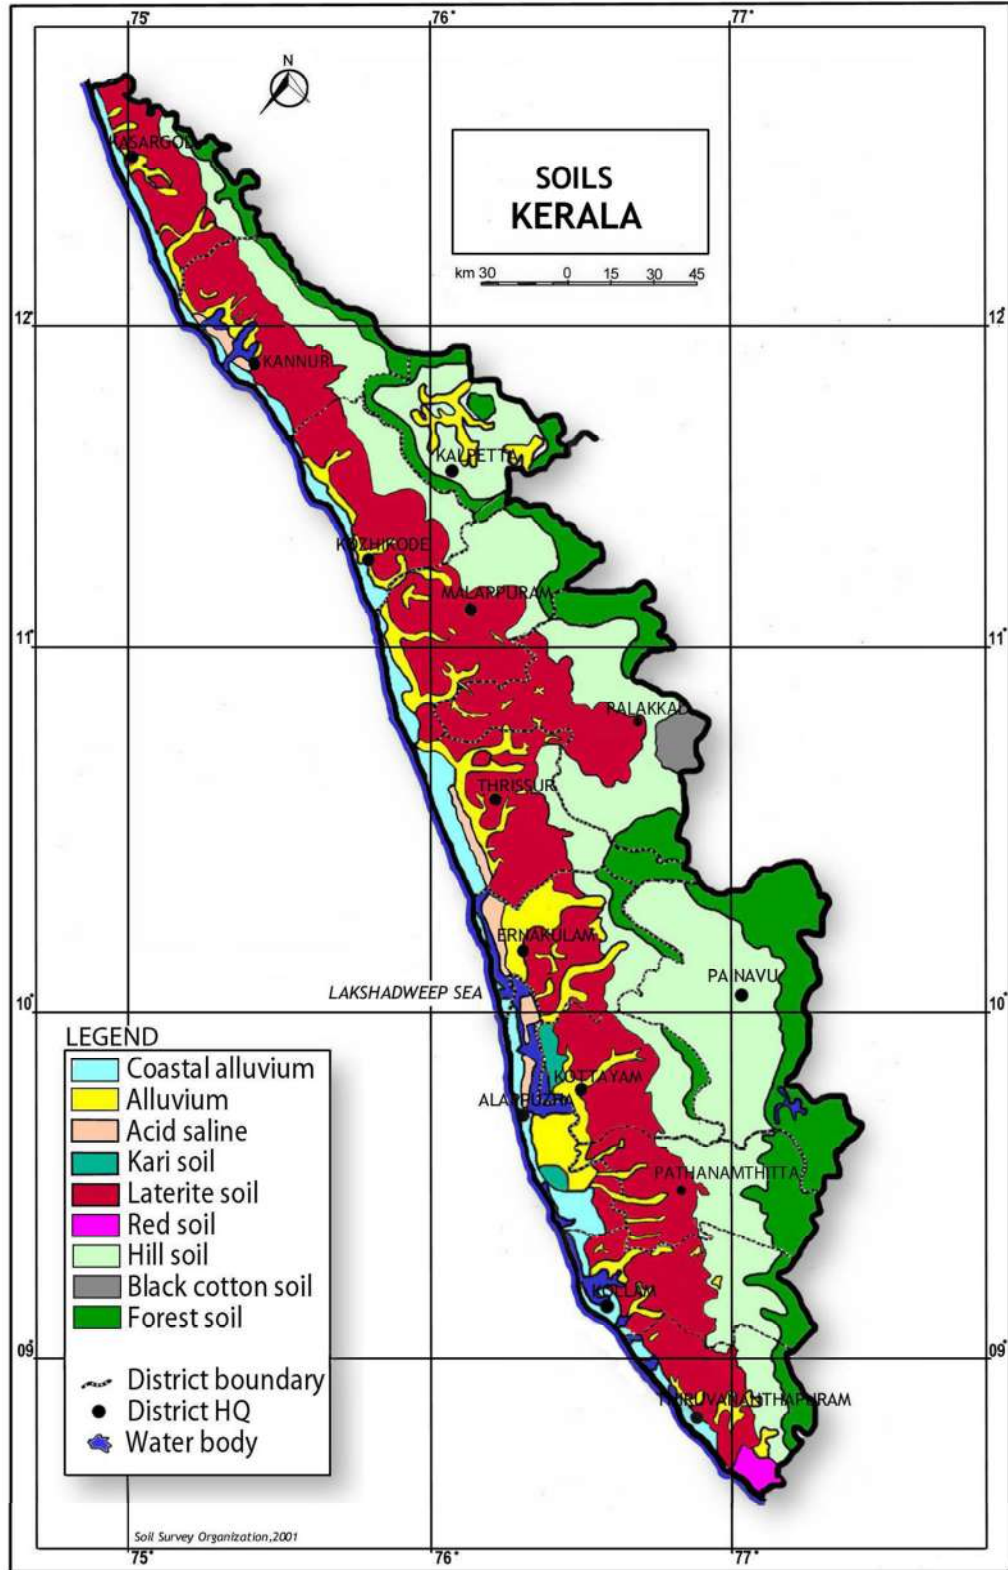 75°
76°
77°
N
SOILS
KERALA
km 30 0 15 30 45
KASARGOD
12°
12°
KANNUR
KALPETTA
KOZHIKODE
MALAPPURAM
11°
11°
PALAKKAD
THRISSUR
ERNAKULAM
PAINAVU
LAKSHADWEEP SEA
10°
10°
LEGEND
Coastal alluvium
Alluvium
Acid saline
Kari soil
Laterite soil
Red soil
Hill soil
Black cotton soil
Forest soil
District boundary
District HQ
Water body
KOTTAYAM
ALAPPUZHA
PATHANAMTHITTA
KOLLAM
09°
09°
THIRUVANANTHAPURAM
Soil Survey Organization,2001
75°
76°
77°